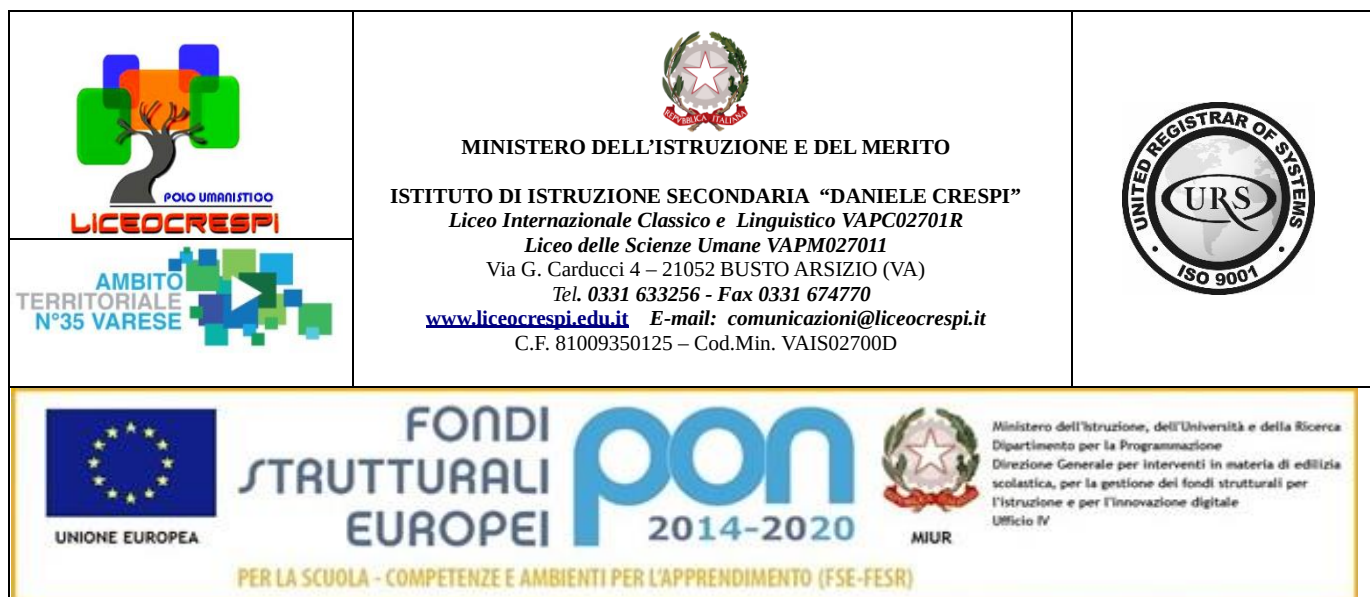 POLO UMANISTICO
LICEOCRESPI
AMBITO
TERRITORIALE
N°35 VARESE
REPVBBLICA ITALIANA
MINISTERO DELL’ISTRUZIONE E DEL MERITO
ISTITUTO DI ISTRUZIONE SECONDARIA “DANIELE CRESPI”
Liceo Internazionale Classico e Linguistico VAPC02701R
Liceo delle Scienze Umane VAPM027011
Via G. Carducci 4 – 21052 BUSTO ARSIZIO (VA)
Tel. 0331 633256 - Fax 0331 674770
www.liceocrespi.edu.it E-mail: comunicazioni@liceocrespi.it
C.F. 81009350125 – Cod.Min. VAIS02700D
UNITED REGISTRAR OF SYSTEMS
URS
ISO 9001
UNIONE EUROPEA
FONDI
STRUTTURALI
EUROPEI
pon
2014-2020
MIUR
Ministero dell'Istruzione, dell'Università e della Ricerca
Dipartimento per la Programmazione
Direzione Generale per interventi in materia di edilizia
scolastica, per la gestione dei fondi strutturali per
l'istruzione e per l'innovazione digitale
Ufficio IV
PER LA SCUOLA - COMPETENZE E AMBIENTI PER L'APPRENDIMENTO (FSE-FESR)